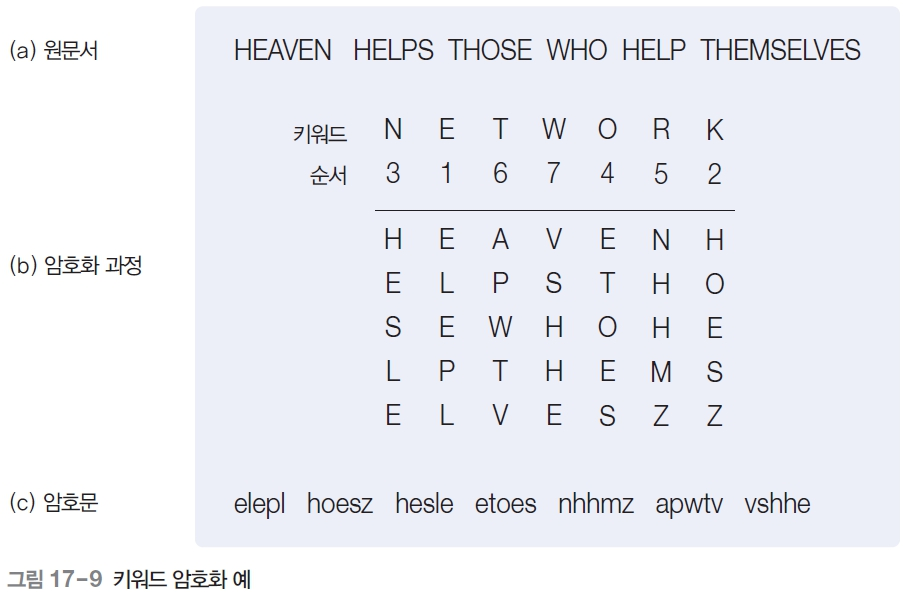 (a) 원문서 HEAVEN HELPS THOSE WHO HELP THEMSELVES
키워드 N E T W O R K
순서 3 1 6 7 4 5 2
H E A V E N H
(b) 암호화 과정
E L P S T H O
S E W H O H E
L P T H E M S
E L V E S Z Z
(c) 암호문 elepl hoesz hesle etoes nhhmz apwtv vshhe
그림 17-9 키워드 암호화 예